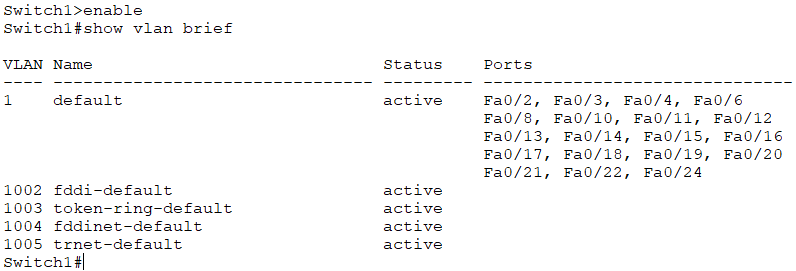 Switch1>enable
Switch1#show vlan brief
VLAN Name                             Status    Ports
---- -------------------------------- --------- -------------------------------
1    default                          active    Fa0/2, Fa0/3, Fa0/4, Fa0/6
                                                Fa0/8, Fa0/10, Fa0/11, Fa0/12
                                                Fa0/13, Fa0/14, Fa0/15, Fa0/16
                                                Fa0/17, Fa0/18, Fa0/19, Fa0/20
                                                Fa0/21, Fa0/22, Fa0/24
1002 fddi-default                     active
1003 token-ring-default               active
1004 fddinet-default                  active
1005 trnet-default                    active
Switch1#